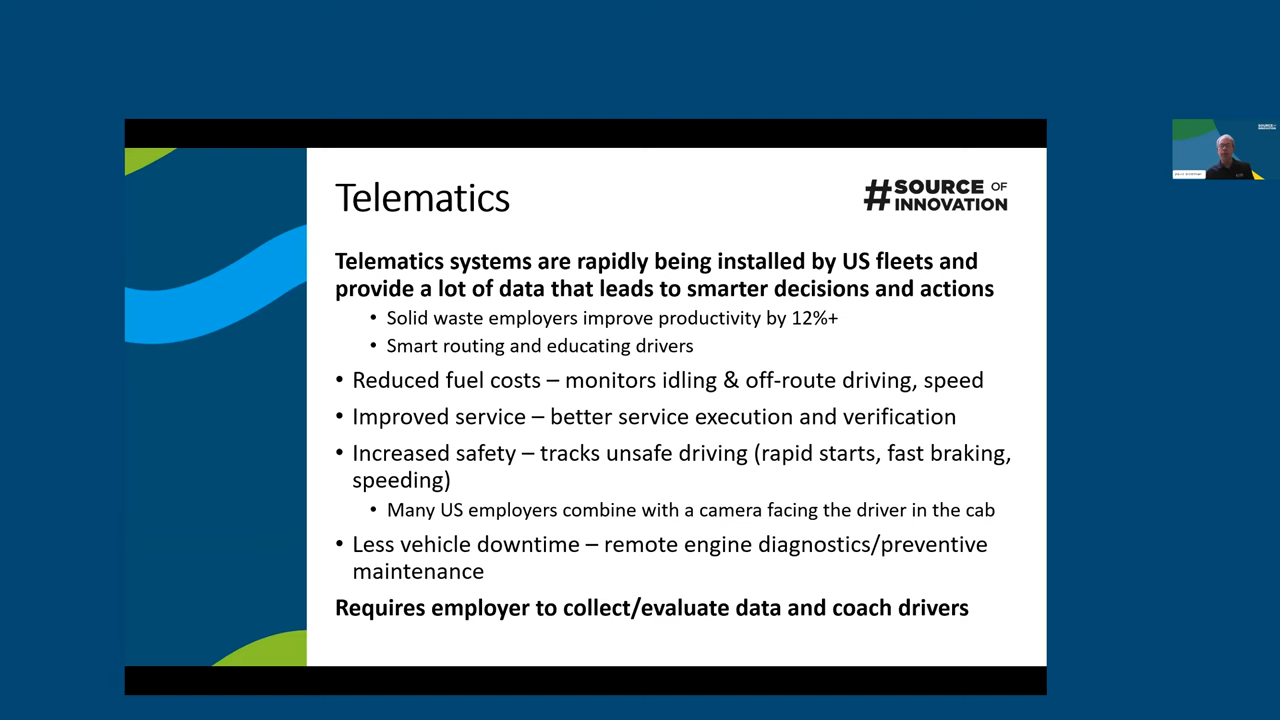 Telematics
#SOURCE OF
INNOVATION
Telematics systems are rapidly being installed by US fleets and
provide a lot of data that leads to smarter decisions and actions
• Solid waste employers improve productivity by 12%+
• Smart routing and educating drivers
• Reduced fuel costs – monitors idling & off-route driving, speed
• Improved service – better service execution and verification
• Increased safety – tracks unsafe driving (rapid starts, fast braking,
speeding)
• Many US employers combine with a camera facing the driver in the cab
• Less vehicle downtime – remote engine diagnostics/preventive
maintenance
Requires employer to collect/evaluate data and coach drivers